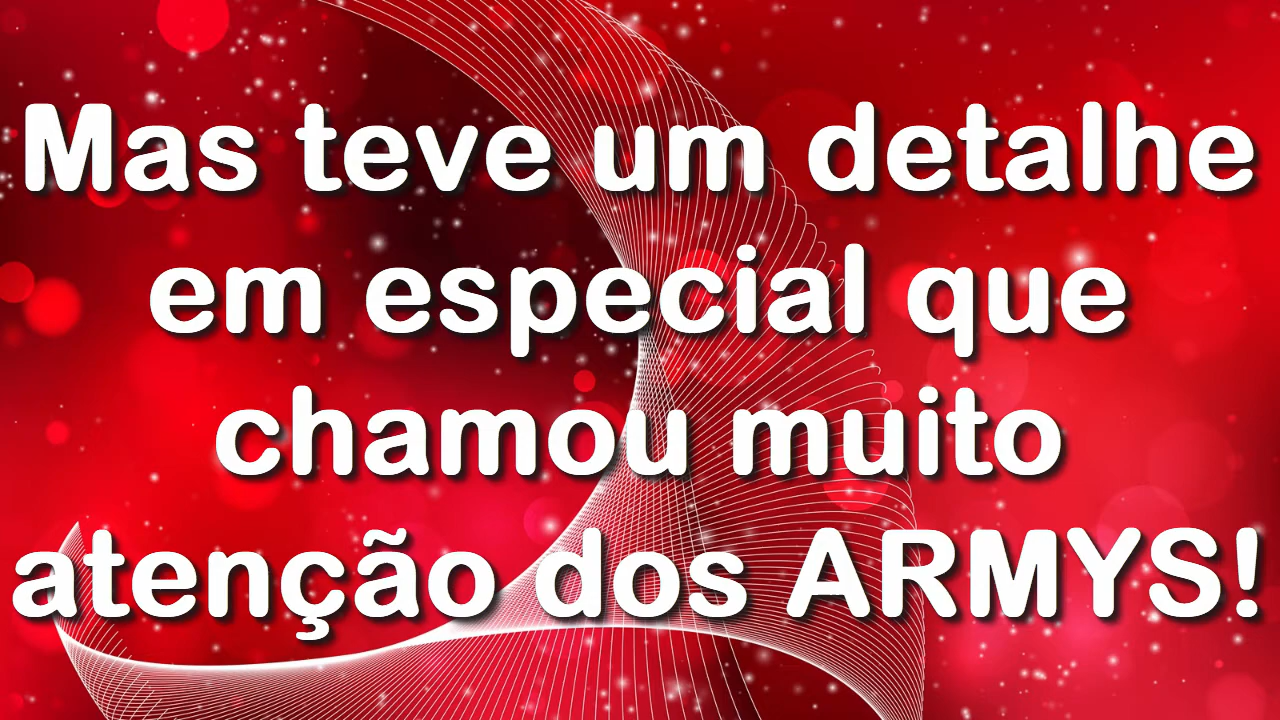 Mas teve um detalhe
em especial que
chamou muito
atenção dos ARMYS!